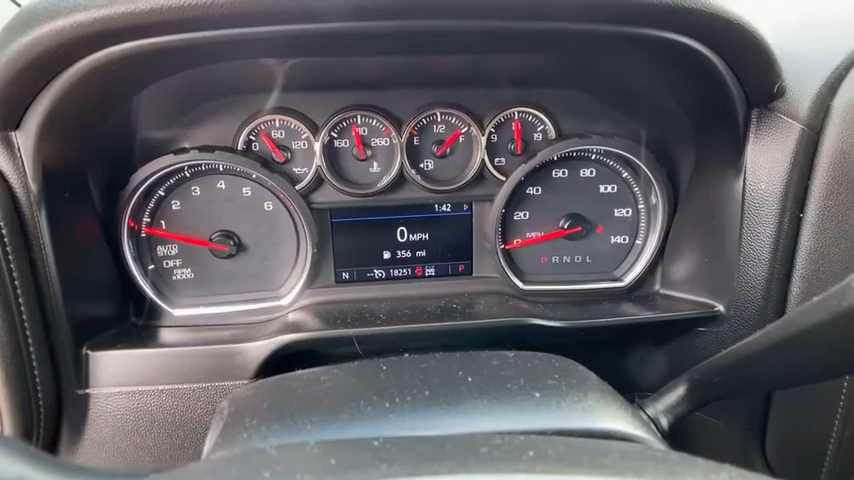 0 60 120
160 210 260
E 1/2 F
9 14 19
1 2 3 4 5 6
AUTO
STOP
OFF
RPM
x1000
1:42
0 MPH
356 mi
N -- 18251 P
0 20 40 60 80 100 120 140
MPH
P R N D L